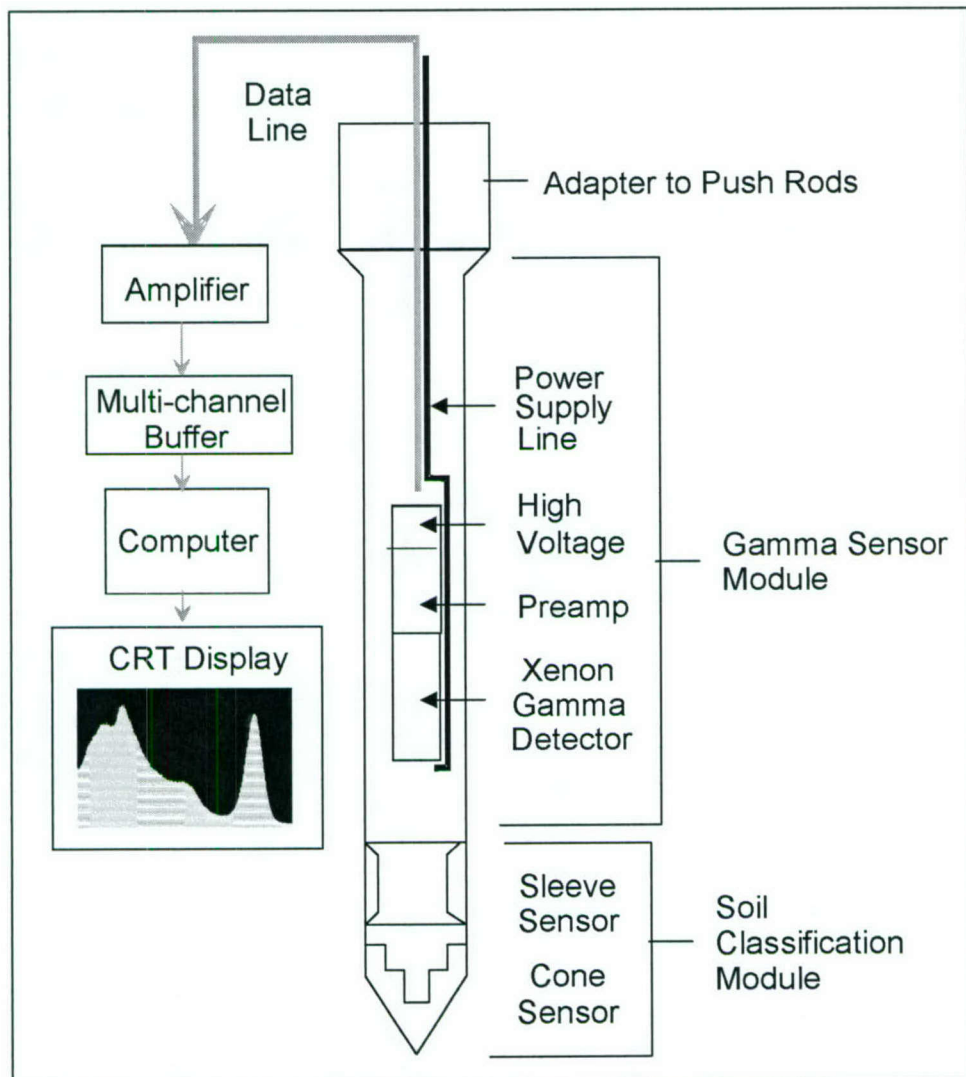 Data
Line
Adapter to Push Rods
Amplifier
Multi-channel
Buffer
Computer
CRT Display
Power
Supply
Line
High
Voltage
Preamp
Xenon
Gamma
Detector
Gamma Sensor
Module
Sleeve
Sensor
Cone
Sensor
Soil
Classification
Module